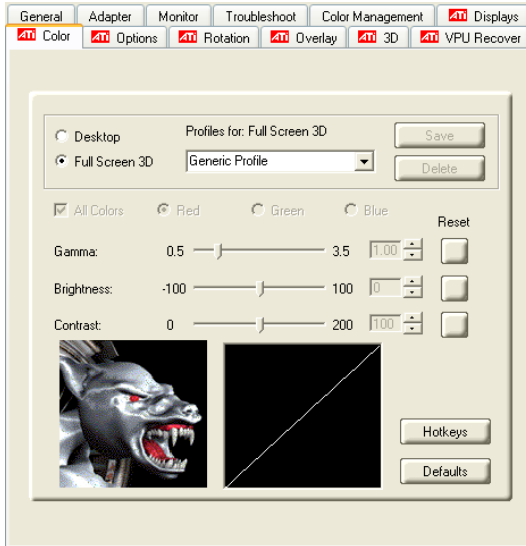 General Adapter Monitor Troubleshoot Color Management ATI Displays
ATI Color ATI Options ATI Rotation ATI Overlay ATI 3D ATI VPU Recover
Desktop Profiles for: Full Screen 3D Save
Full Screen 3D Generic Profile Delete
All Colors Red Green Blue
Reset
Gamma: 0.5 3.5 1.00
Brightness: -100 100 0
Contrast: 0 200 100
Hotkeys
Defaults